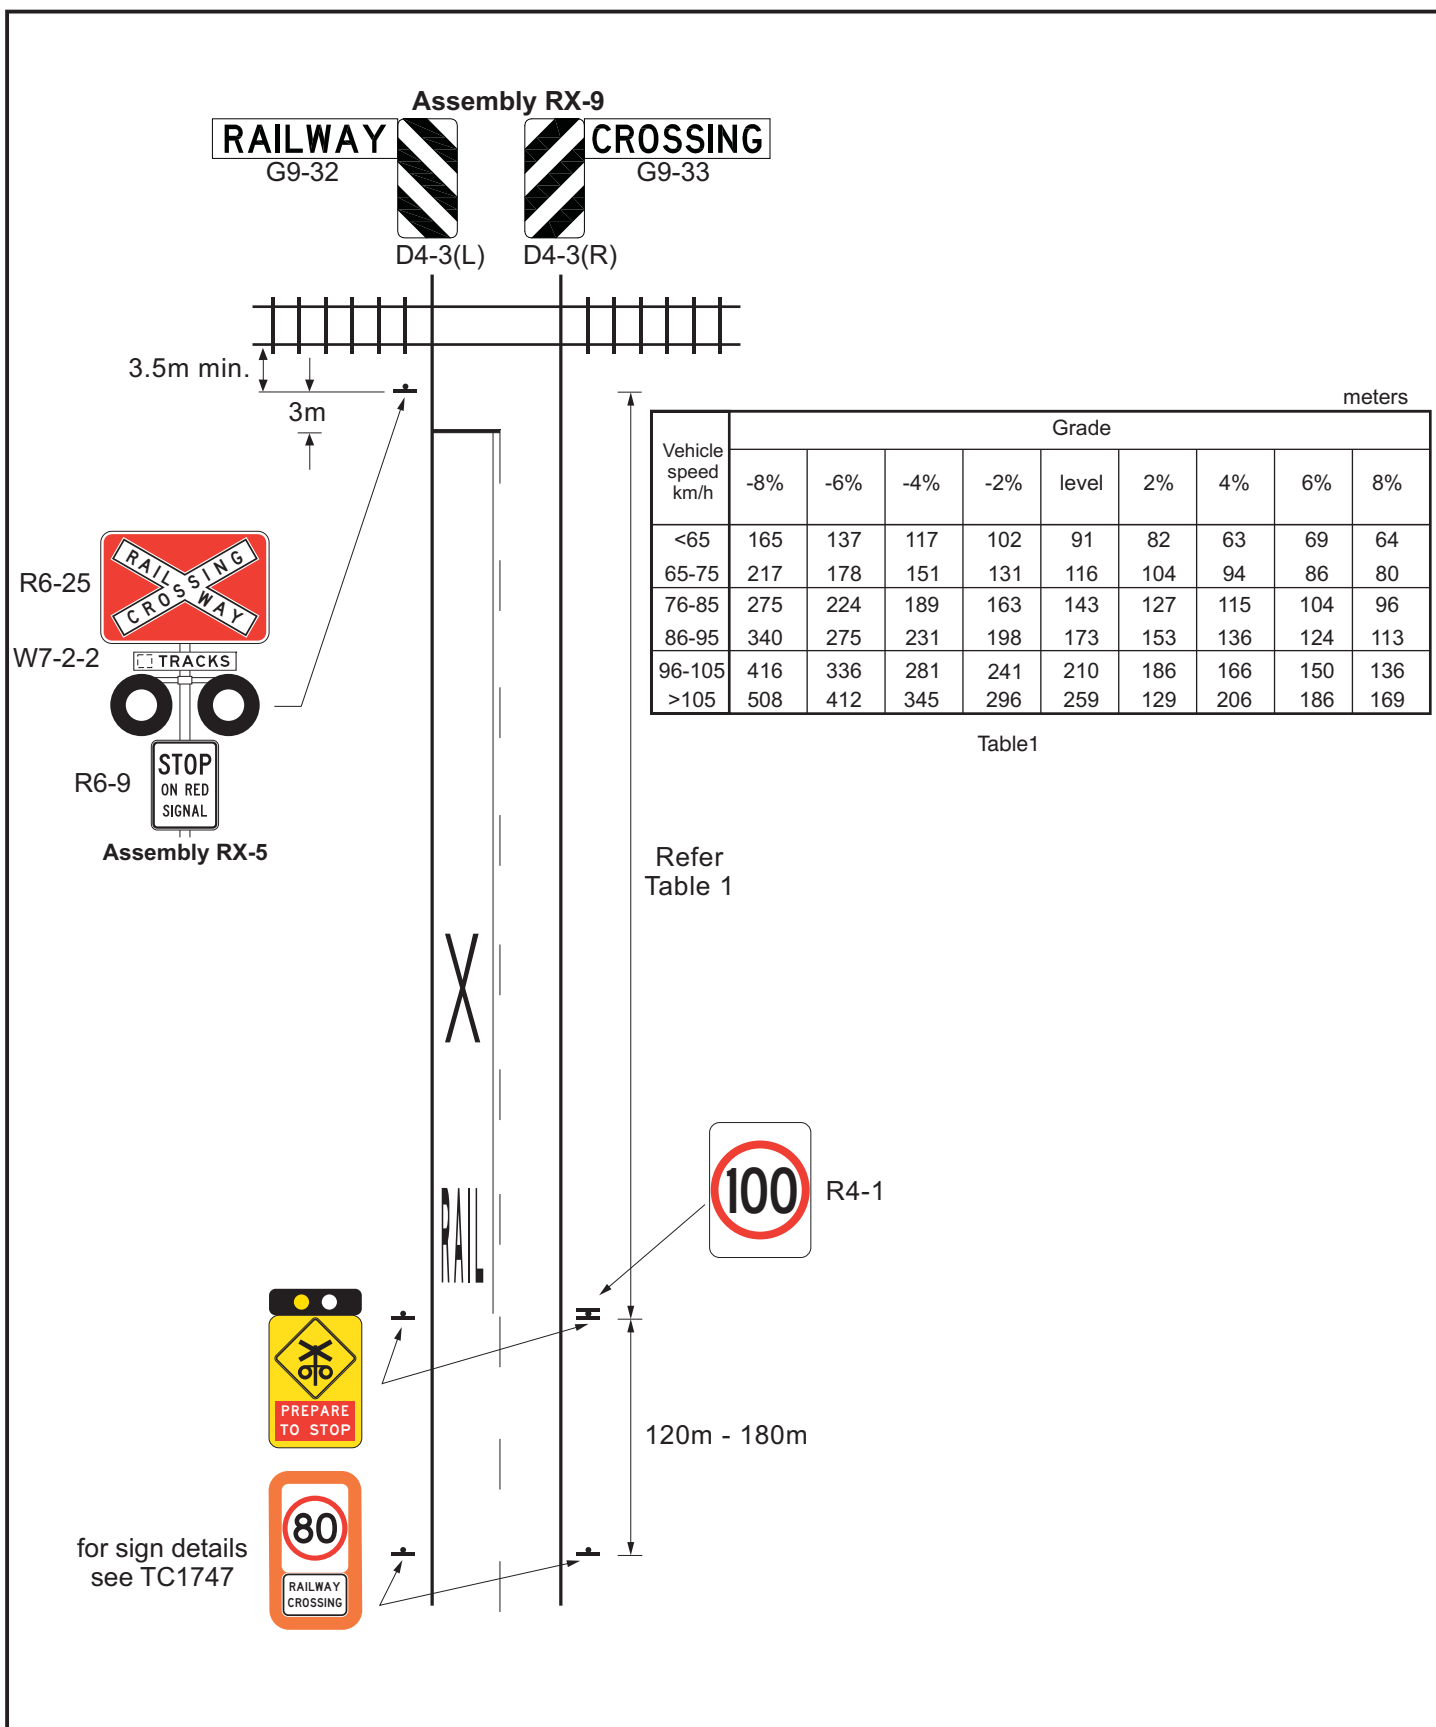 Assembly RX-9
RAILWAY CROSSING
G9-32 G9-33
D4-3(L) D4-3(R)
3.5m min.
3m
meters
Vehicle speed km/h Grade
-8% -6% -4% -2% level 2% 4% 6% 8%
<65 165 137 117 102 91 82 63 69 64
65-75 217 178 151 131 116 104 94 86 80
76-85 275 224 189 163 143 127 115 104 96
86-95 340 275 231 198 173 153 136 124 113
96-105 416 336 281 241 210 186 166 150 136
>105 508 412 345 296 259 129 206 186 169
Table1
R6-25
RAILWAY
CROSSING
W7-2-2
TRACKS
R6-9
STOP
ON RED
SIGNAL
Assembly RX-5
Refer
Table 1
X
RAIL
100
R4-1
PREPARE
TO STOP
120m - 180m
80
RAILWAY
CROSSING
for sign details
see TC1747